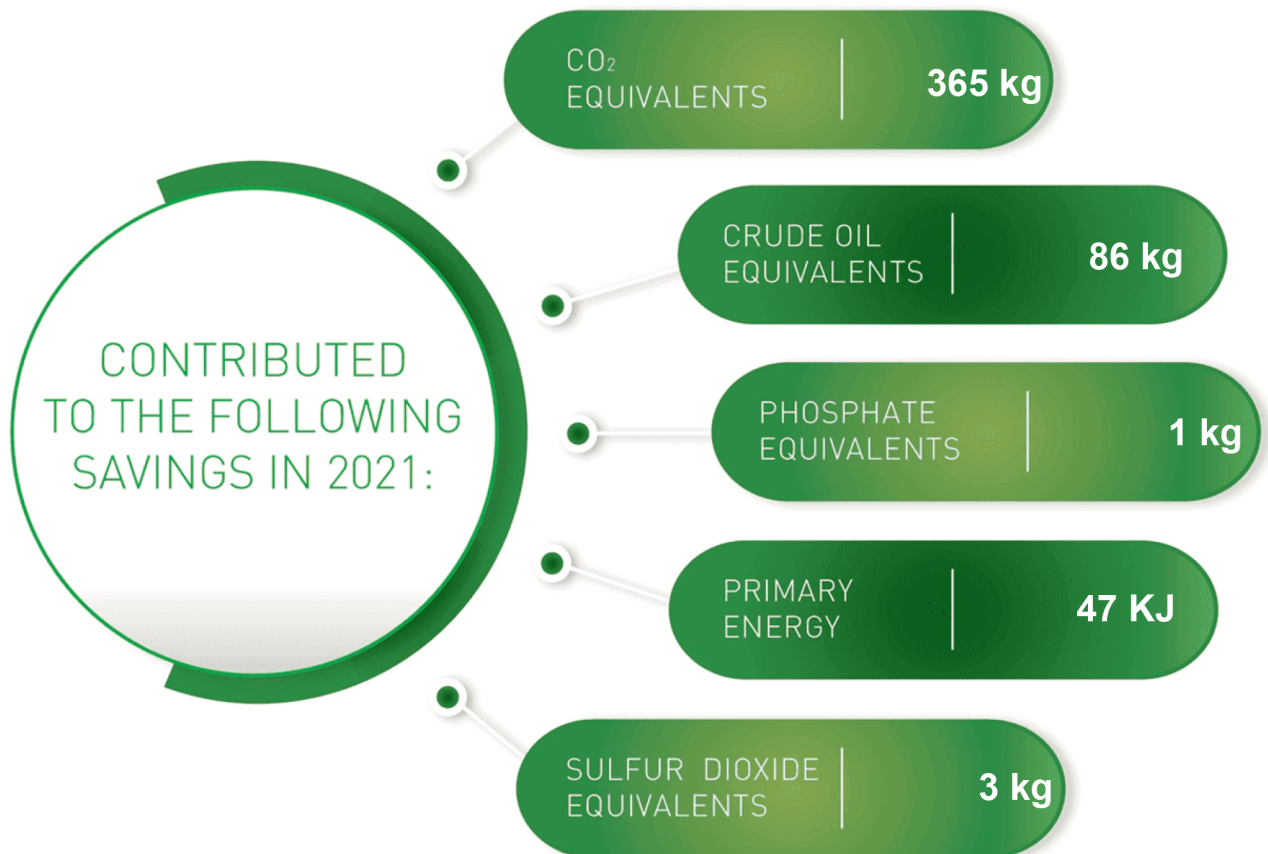 CO₂
EQUIVALENTS
365 kg
CRUDE OIL
EQUIVALENTS
86 kg
CONTRIBUTED
TO THE FOLLOWING
SAVINGS IN 2021:
PHOSPHATE
EQUIVALENTS
1 kg
PRIMARY
ENERGY
47 KJ
SULFUR DIOXIDE
EQUIVALENTS
3 kg